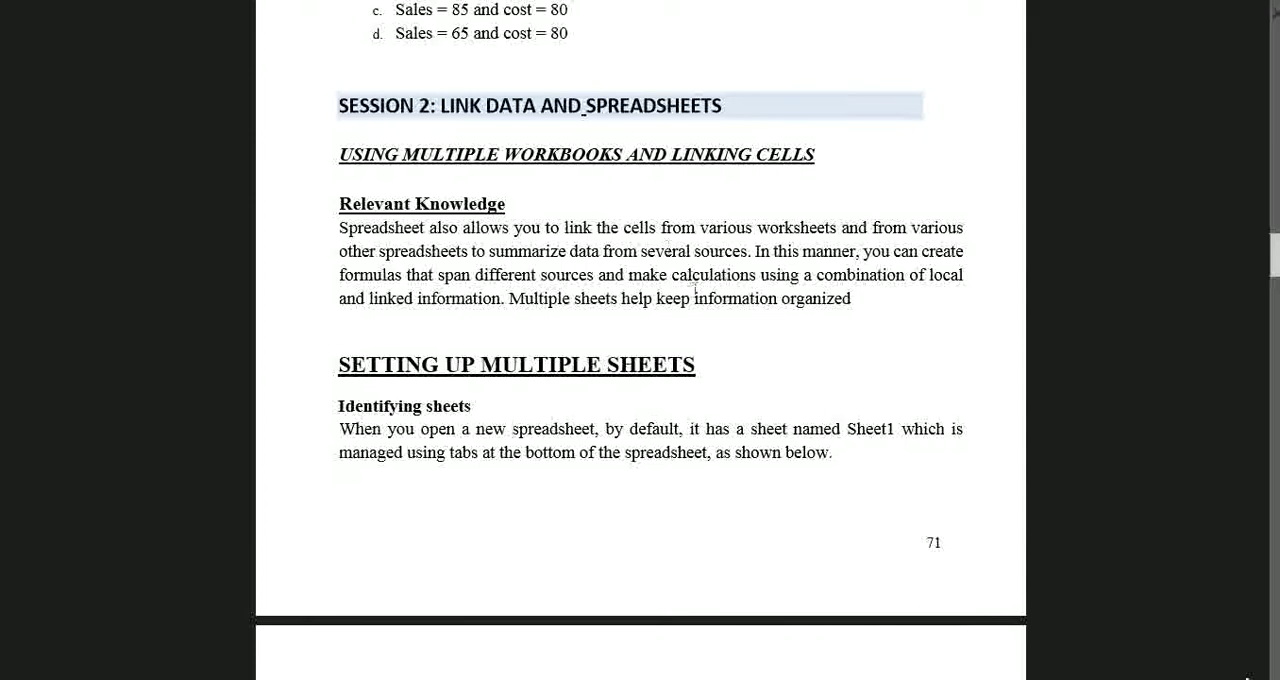 c. Sales = 85 and cost = 80
d. Sales = 65 and cost = 80
SESSION 2: LINK DATA AND SPREADSHEETS
USING MULTIPLE WORKBOOKS AND LINKING CELLS
Relevant Knowledge
Spreadsheet also allows you to link the cells from various worksheets and from various
other spreadsheets to summarize data from several sources. In this manner, you can create
formulas that span different sources and make calculations using a combination of local
and linked information. Multiple sheets help keep information organized
SETTING UP MULTIPLE SHEETS
Identifying sheets
When you open a new spreadsheet, by default, it has a sheet named Sheet1 which is
managed using tabs at the bottom of the spreadsheet, as shown below.
71